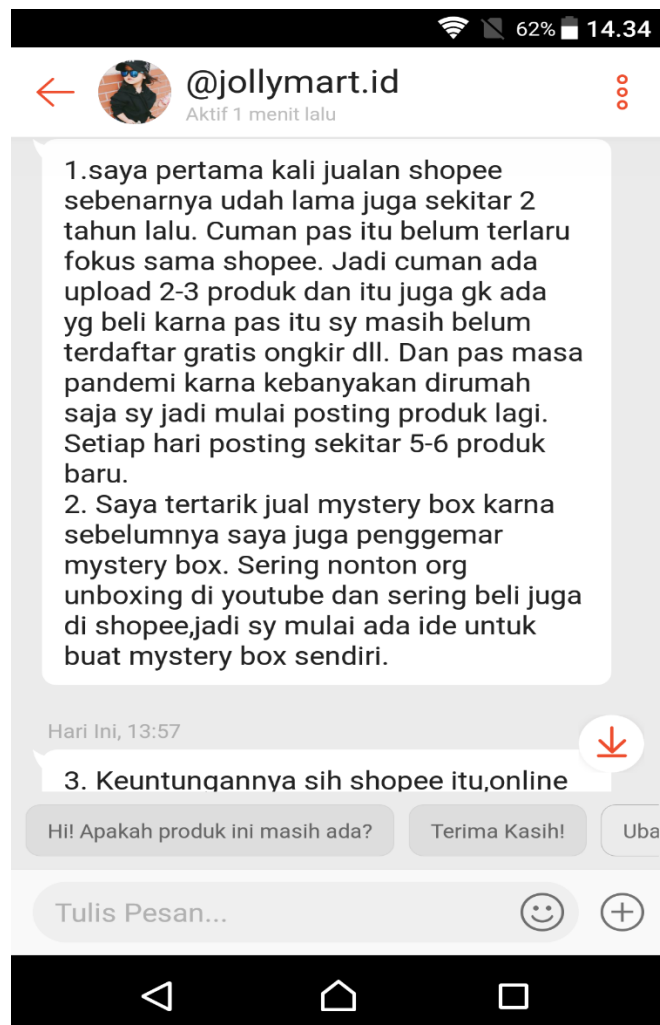 62% 14.34
@jollymart.id
Aktif 1 menit lalu
1.saya pertama kali jualan shopee
sebenarnya udah lama juga sekitar 2
tahun lalu. Cuman pas itu belum terlaru
fokus sama shopee. Jadi cuman ada
upload 2-3 produk dan itu juga gk ada
yg beli karna pas itu sy masih belum
terdaftar gratis ongkir dll. Dan pas masa
pandemi karna kebanyakan dirumah
saja sy jadi mulai posting produk lagi.
Setiap hari posting sekitar 5-6 produk
baru.
2. Saya tertarik jual mystery box karna
sebelumnya saya juga penggemar
mystery box. Sering nonton org
unboxing di youtube dan sering beli juga
di shopee,jadi sy mulai ada ide untuk
buat mystery box sendiri.
Hari Ini, 13:57
3. Keuntungannya sih shopee itu,online
Hi! Apakah produk ini masih ada? Terima Kasih! Uba
Tulis Pesan...